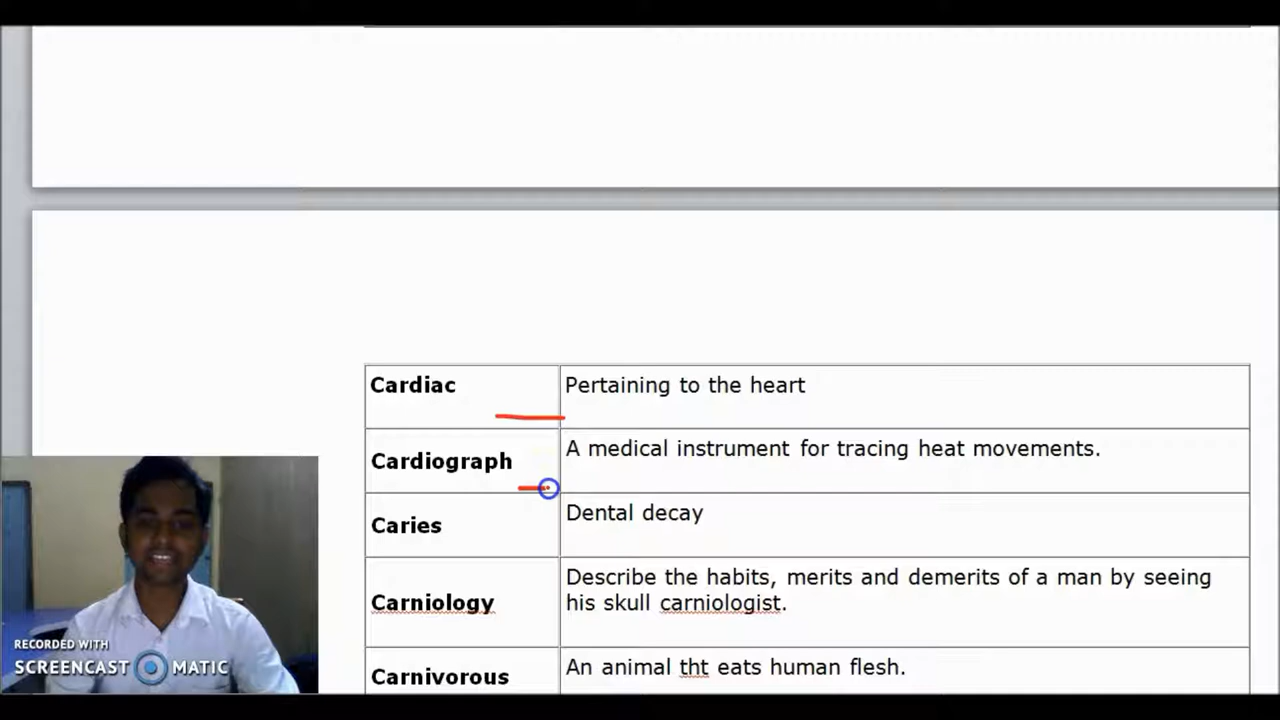 Cardiac
Pertaining to the heart
Cardiograph
A medical instrument for tracing heat movements.
Caries
Dental decay
Carniology
Describe the habits, merits and demerits of a man by seeing
his skull carniologist.
Carnivorous
An animal tht eats human flesh.
RECORDED WITH
SCREENCAST MATIC